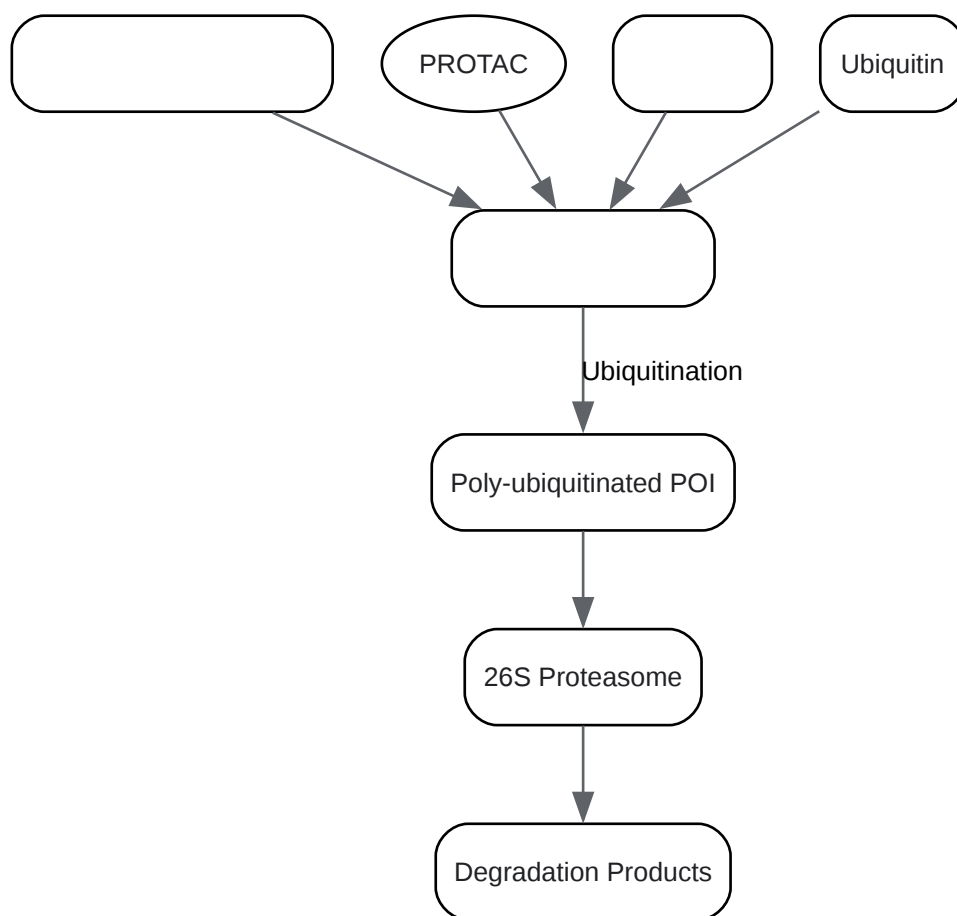 PROTAC
Ubiquitin
Ubiquitination
Poly-ubiquitinated POI
26S Proteasome
Degradation Products